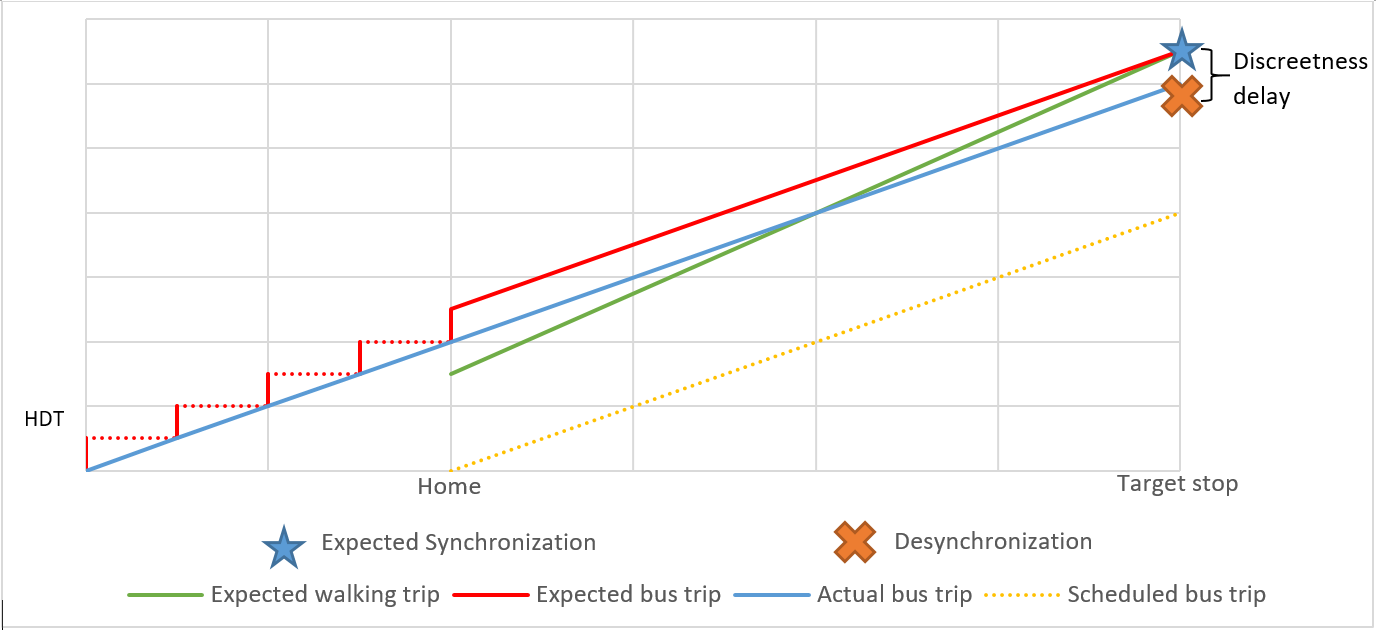 Discreetness
delay
HDT
Home
Target stop
Expected Synchronization
Desynchronization
Expected walking trip
Expected bus trip
Actual bus trip
Scheduled bus trip